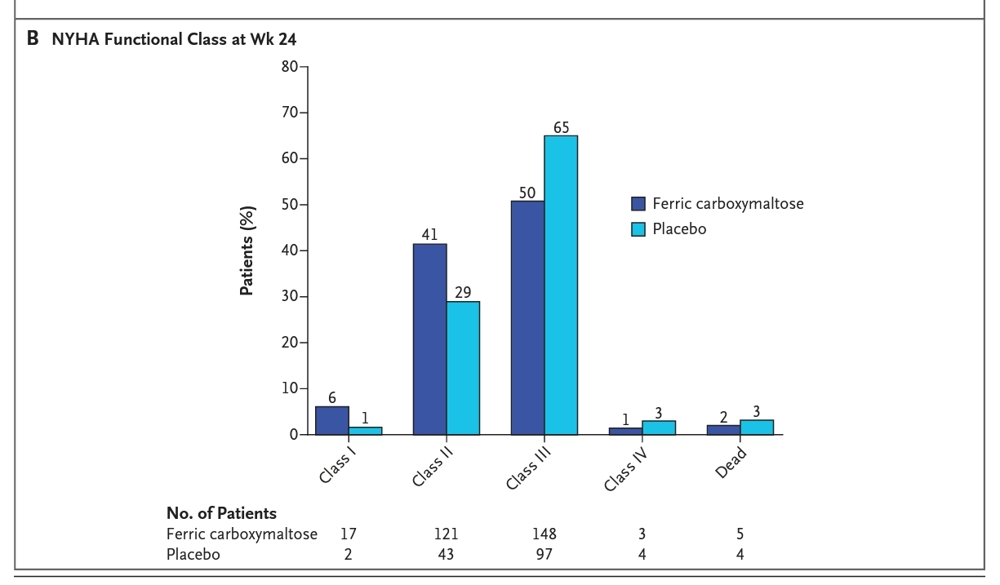 B NYHA Functional Class at Wk 24
80
70
60
50
40
30
20
10
0
Patients (%)
6
1
41
29
50
65
1
3
2
3
Ferric carboxymaltose
Placebo
Class I
Class II
Class III
Class IV
Dead
No. of Patients
Ferric carboxymaltose 17 121 148 3 5
Placebo 2 43 97 4 4